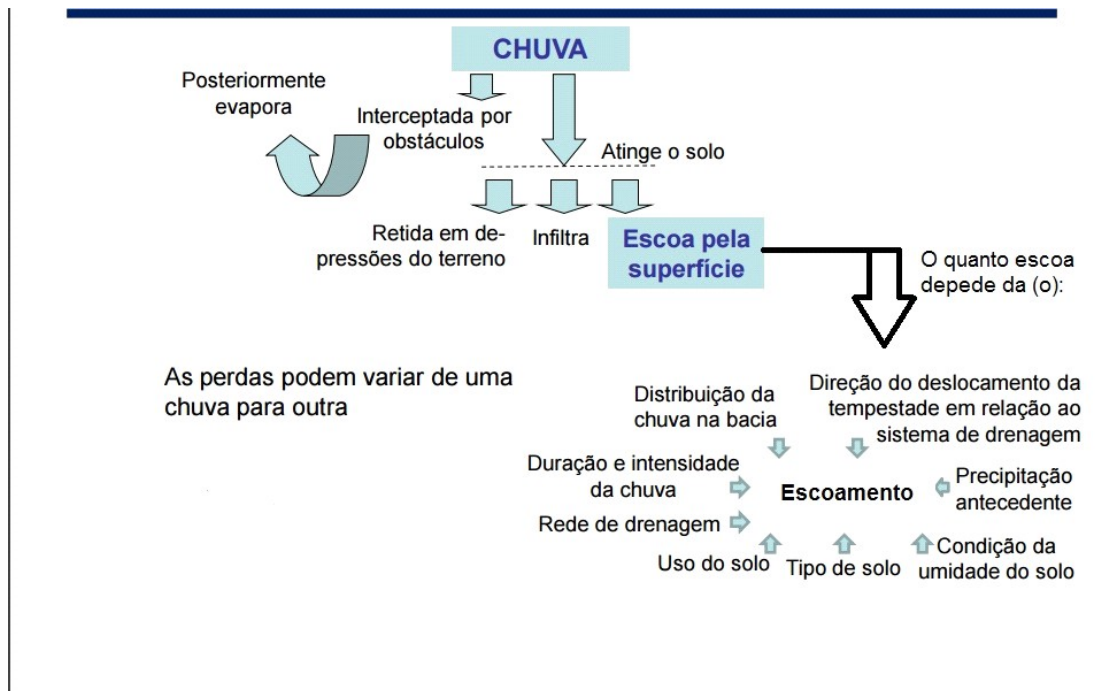 CHUVA
Posteriormente
evapora
Interceptada por
obstáculos
Atinge o solo
Retida em de-
pressões do terreno
Infiltra
Escoa pela
superfície
O quanto escoa
depede da (o):
As perdas podem variar de uma
chuva para outra
Distribuição da
chuva na bacia
Direção do deslocamento da
tempestade em relação ao
sistema de drenagem
Duração e intensidade
da chuva
Escoamento
Precipitação
antecedente
Rede de drenagem
Uso do solo
Tipo de solo
Condição da
umidade do solo